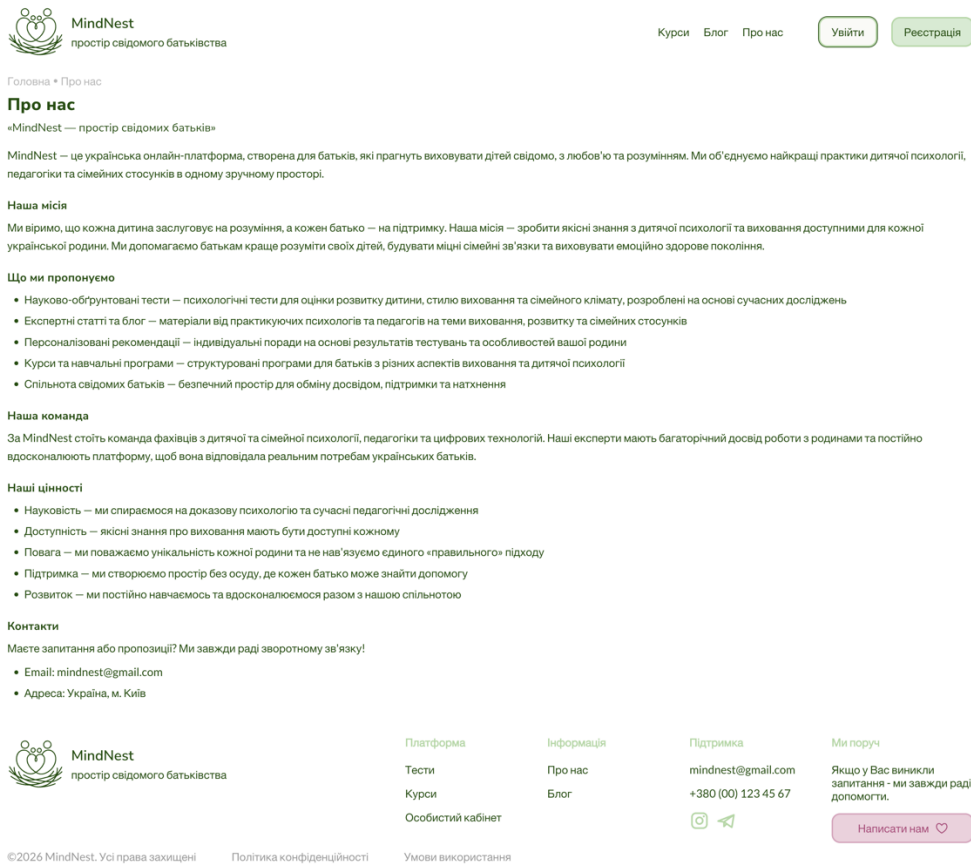 MindNest
простір свідомого батьківства
Курси Блог Про нас Увійти Реєстрація
Головна • Про нас
Про нас
«MindNest — простір свідомих батьків»
MindNest — це українська онлайн-платформа, створена для батьків, які прагнуть виховувати дітей свідомо, з любов'ю та розумінням. Ми об'єднуємо найкращі практики дитячої психології,
педагогіки та сімейних стосунків в одному зручному просторі.
Наша місія
Ми віримо, що кожна дитина заслуговує на розуміння, а кожен батько — на підтримку. Наша місія — зробити якісні знання з дитячої психології та виховання доступними для кожної
української родини. Ми допомагаємо батькам краще розуміти своїх дітей, будувати міцні сімейні зв'язки та виховувати емоційно здорове покоління.
Що ми пропонуємо
• Науково-обґрунтовані тести — психологічні тести для оцінки розвитку дитини, стилю виховання та сімейного клімату, розроблені на основі сучасних досліджень
• Експертні статті та блог — матеріали від практикуючих психологів та педагогів на теми виховання, розвитку та сімейних стосунків
• Персоналізовані рекомендації — індивідуальні поради на основі результатів тестувань та особливостей вашої родини
• Курси та навчальні програми — структуровані програми для батьків з різних аспектів виховання та дитячої психології
• Спільнота свідомих батьків — безпечний простір для обміну досвідом, підтримки та натхнення
Наша команда
За MindNest стоїть команда фахівців з дитячої та сімейної психології, педагогіки та цифрових технологій. Наші експерти мають багаторічний досвід роботи з родинами та постійно
вдосконалюють платформу, щоб вона відповідала реальним потребам українських батьків.
Наші цінності
• Науковість — ми спираємося на доказову психологію та сучасні педагогічні дослідження
• Доступність — якісні знання про виховання мають бути доступні кожному
• Повага — ми поважаємо унікальність кожної родини та не нав'язуємо єдиного «правильного» підходу
• Підтримка — ми створюємо простір без осуду, де кожен батько може знайти допомогу
• Розвиток — ми постійно навчаємось та вдосконалюємося разом з нашою спільнотою
Контакти
Маєте запитання або пропозиції? Ми завжди раді зворотному зв'язку!
• Email: mindnest@gmail.com
• Адреса: Україна, м. Київ
MindNest
простір свідомого батьківства
Платформа
Тести
Курси
Особистий кабінет
Інформація
Про нас
Блог
Підтримка
mindnest@gmail.com
+380 (00) 123 45 67
Ми поруч
Якщо у Вас виникли
запитання - ми завжди раді
допомогти.
Написати нам
©2026 MindNest. Усі права захищені Політика конфіденційності Умови використання